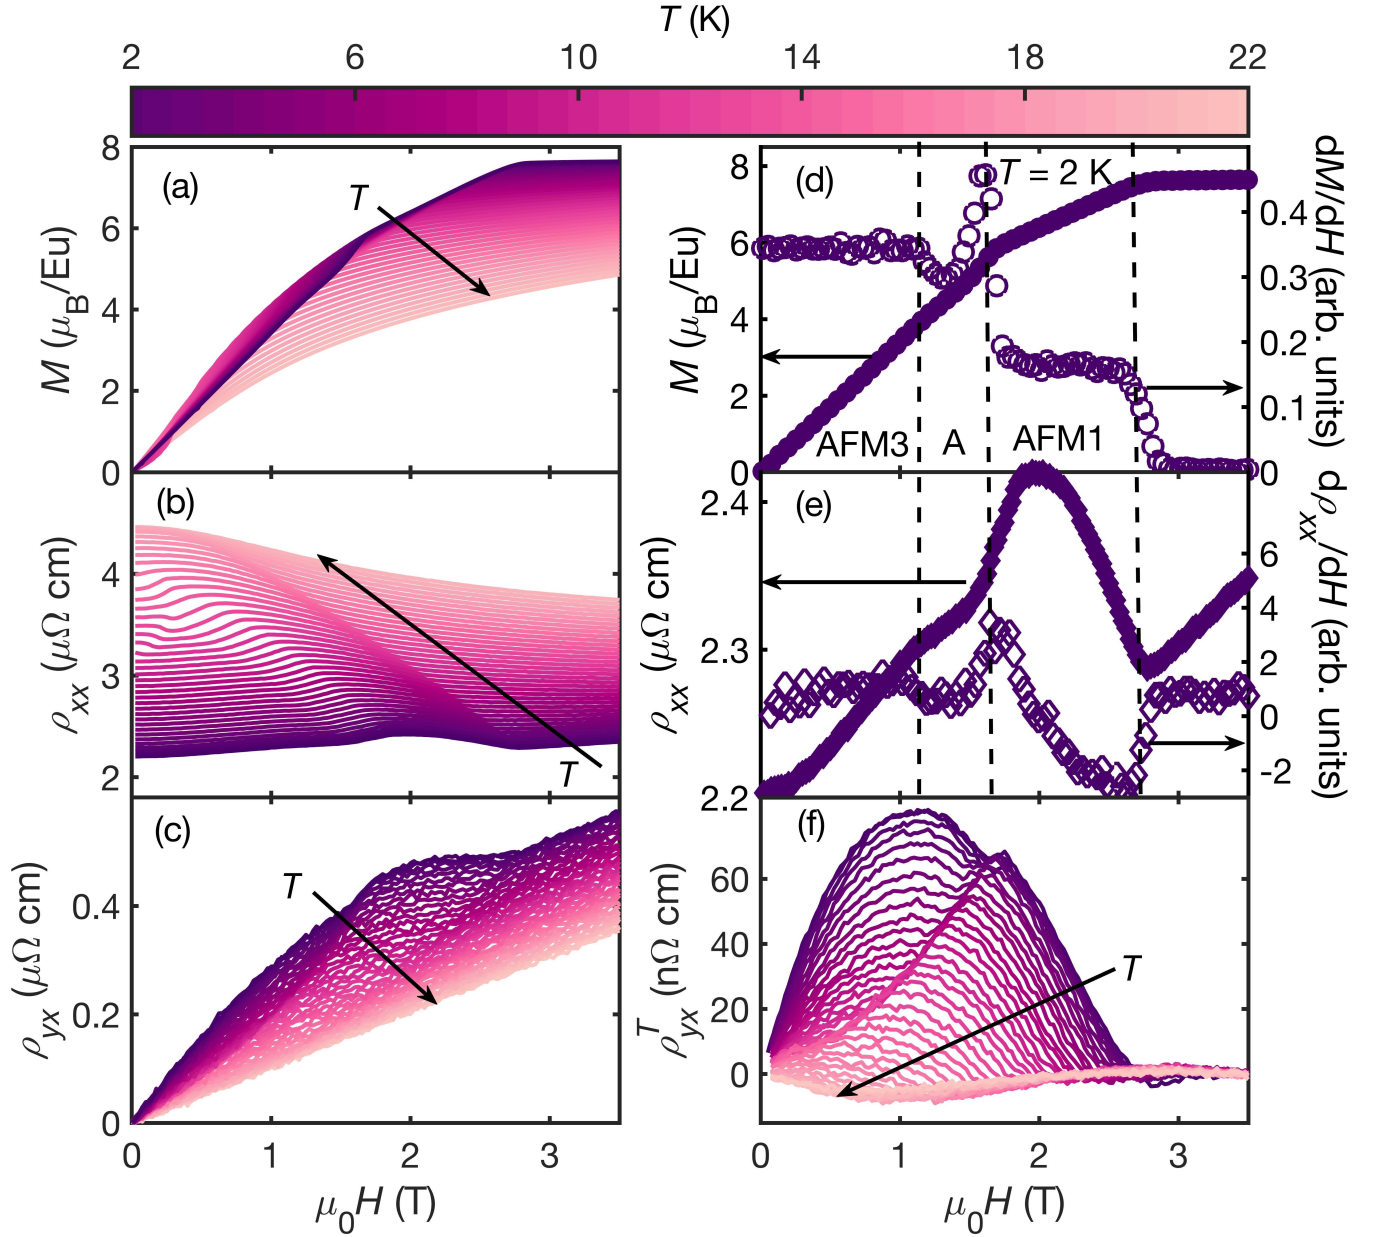 T (K)
2 6 10 14 18 22
(a)
T
8
6
4
2
0
M (μB/Eu)
(d)
T = 2 K
8
6
4
2
0
M (μB/Eu)
0.4
0.3
0.2
0.1
0
dM/dH (arb. units)
AFM3 A AFM1
(b)
T
4
3
2
ρxx (μΩ cm)
(e)
2.4
2.3
2.2
ρxx (μΩ cm)
6
4
2
0
-2
dρxx/dH (arb. units)
(c)
T
0.4
0.2
0
ρyx (μΩ cm)
0 1 2 3
μ0H (T)
(f)
T
60
40
20
0
ρTyx (nΩ cm)
0 1 2 3
μ0H (T)